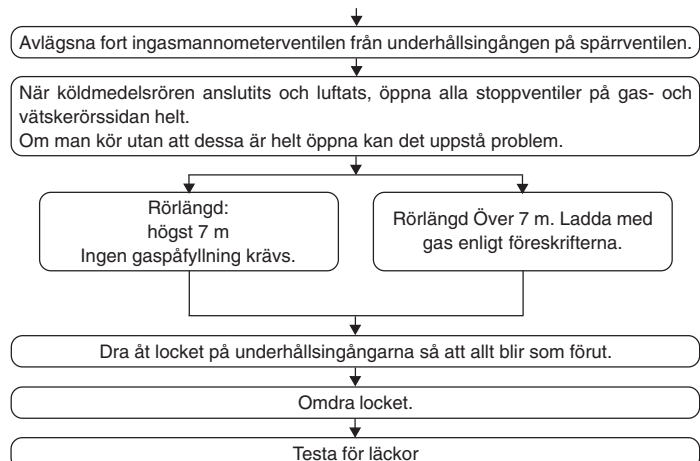 Avlägsna fort ingasmannometerventilen från underhållsingången på spärrventilen.
När köldmedelsrören anslutits och luftats, öppna alla stoppventiler på gas- och
vätskerörssidan helt.
Om man kör utan att dessa är helt öppna kan det uppstå problem.
Rörlängd:
högst 7 m
Ingen gaspåfyllning krävs.
Rörlängd Över 7 m. Ladda med
gas enligt föreskrifterna.
Dra åt locket på underhållsingångarna så att allt blir som förut.
Omdra locket.
Testa för läckor